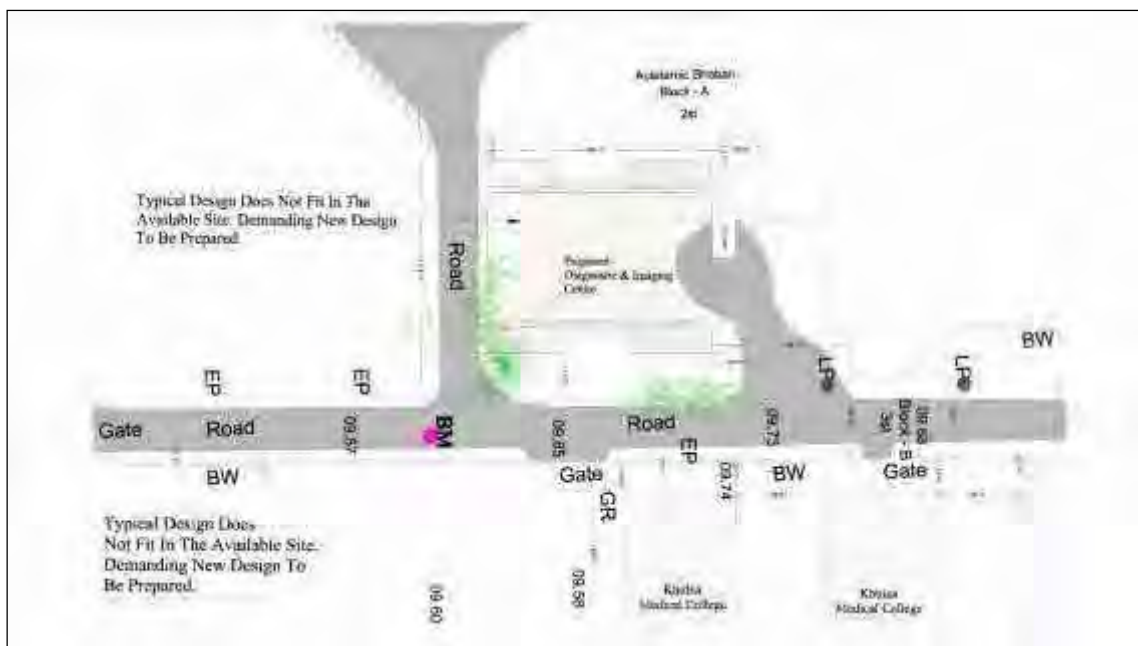 Block - A
2st
Typical Design Does Not Fit In The
Available Site. Demanding New Design
To Be Prepared.
Road
Proposed
Diagnostic & Imaging
Centre
BW
EP
EP
LP
LP
Gate
Road
BM
09.85
Road
EP
09.73
Block - B
3st
09.68
BW
Gate
GR
09.74
BW
Gate
Typical Design Does
Not Fit In The Available Site.
Demanding New Design To
Be Prepared.
09.60
09.58
Khulna
Medical College
Khulna
Medical College